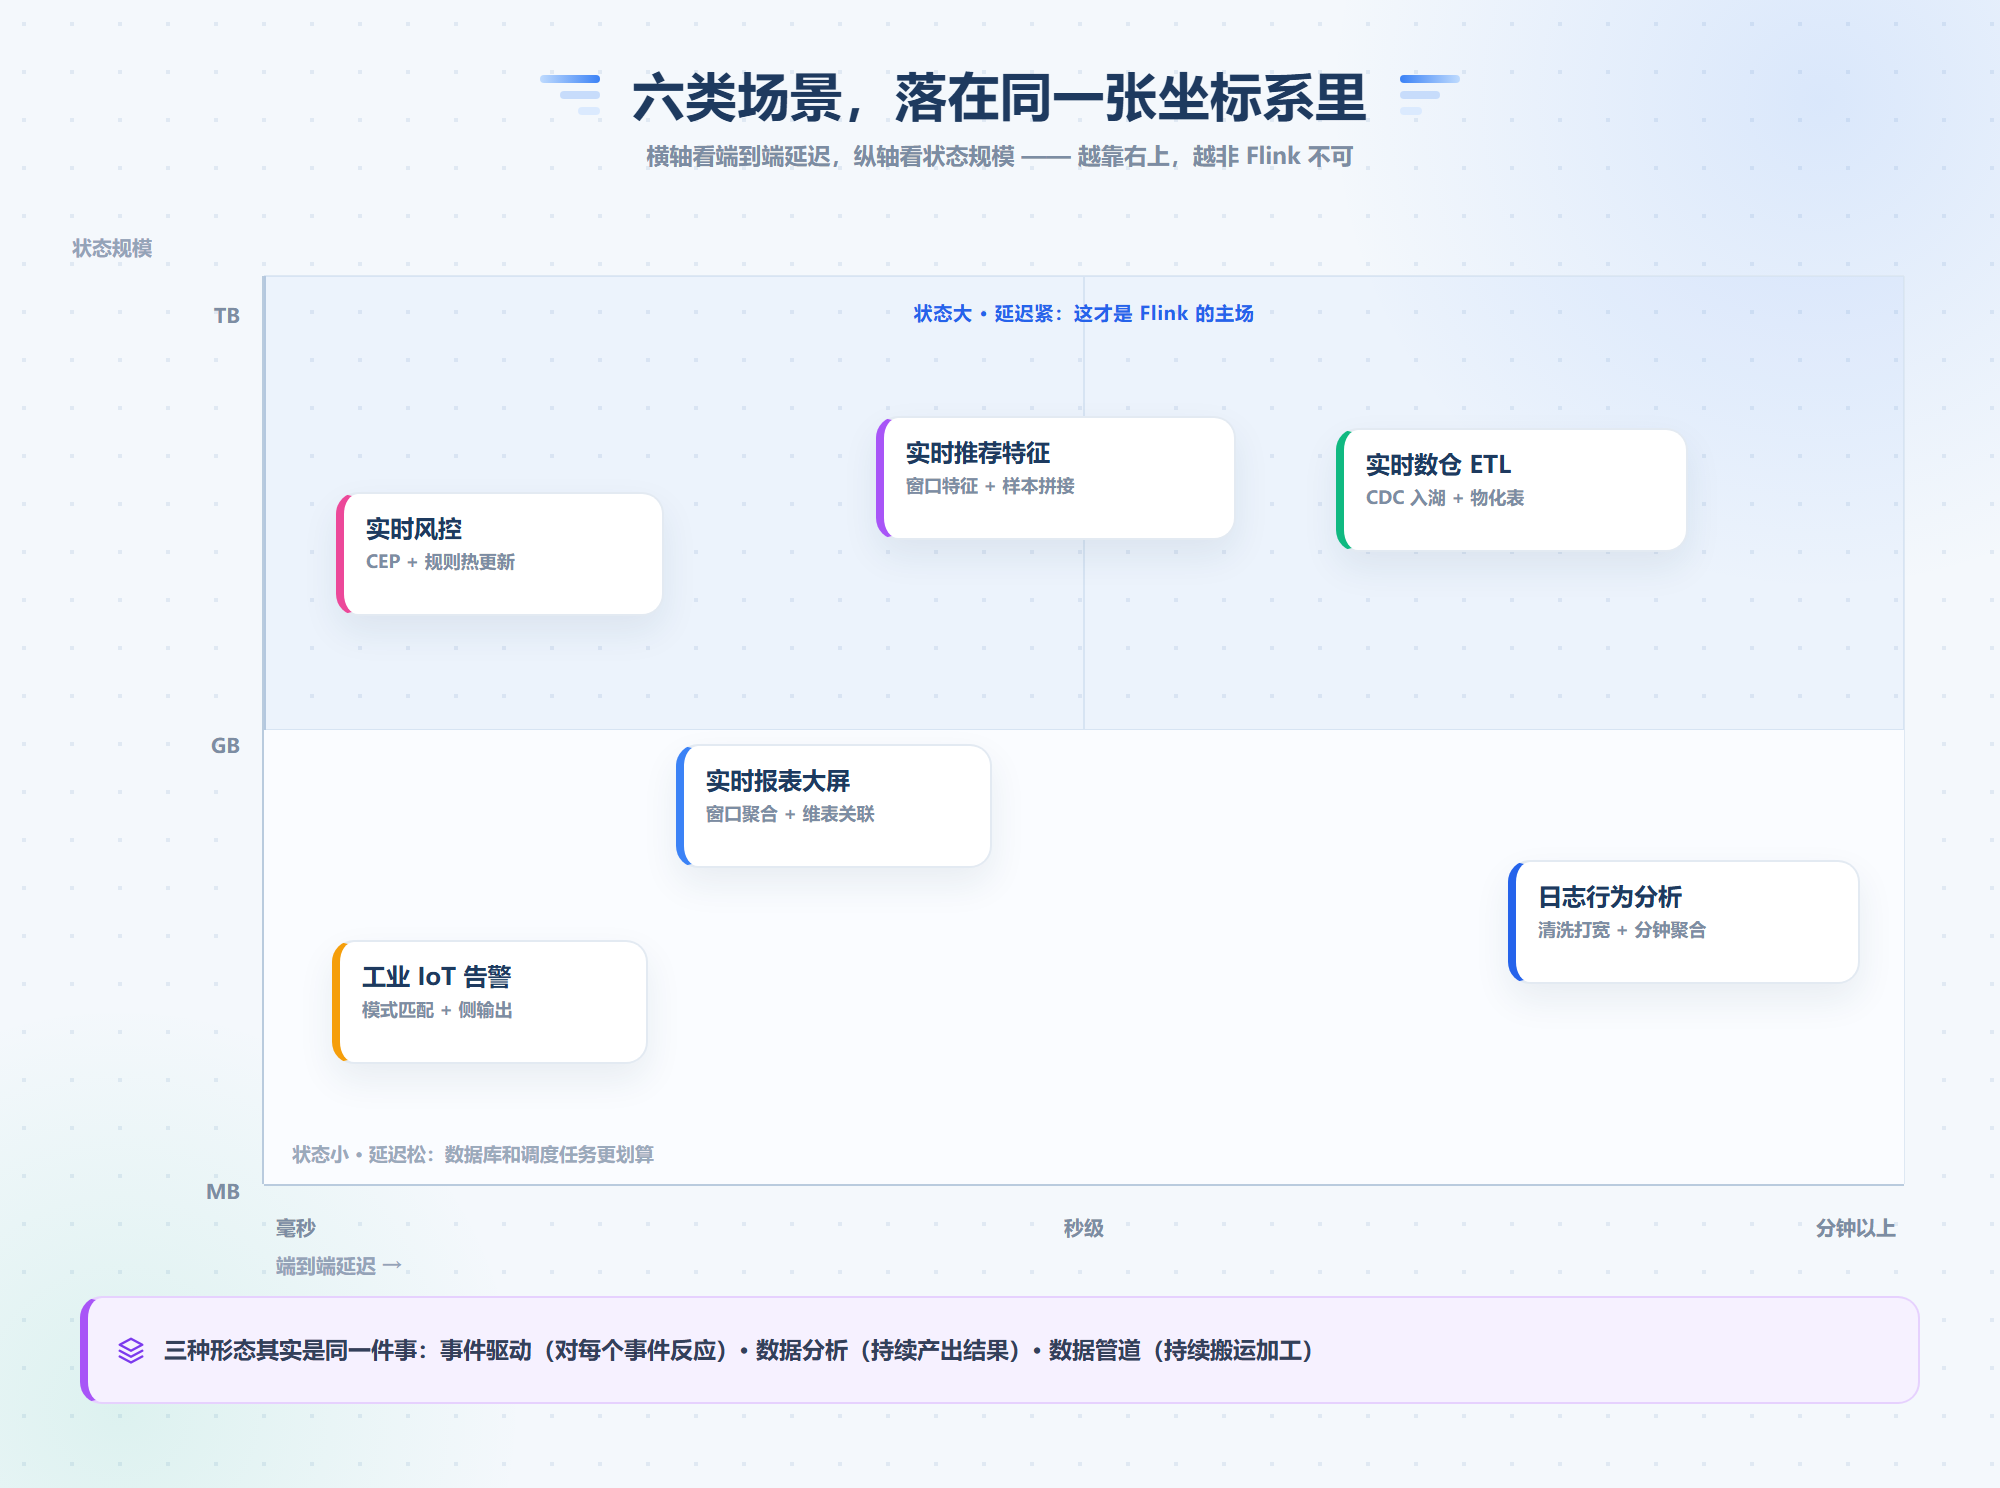 六类场景，落在同一张坐标系里
横轴看端到端延迟，纵轴看状态规模 —— 越靠右上，越非 Flink 不可
状态规模
TB
状态大 • 延迟紧：这才是 Flink 的主场
实时推荐特征
窗口特征 + 样本拼接
实时数仓 ETL
CDC 入湖 + 物化表
实时风控
CEP + 规则热更新
GB
实时报表大屏
窗口聚合 + 维表关联
日志行为分析
清洗打宽 + 分钟聚合
工业 IoT 告警
模式匹配 + 侧输出
状态小 • 延迟松：数据库和调度任务更划算
MB
毫秒
秒级
分钟以上
端到端延迟 →
三种形态其实是同一件事：事件驱动（对每个事件反应）• 数据分析（持续产出结果）• 数据管道（持续搬运加工）